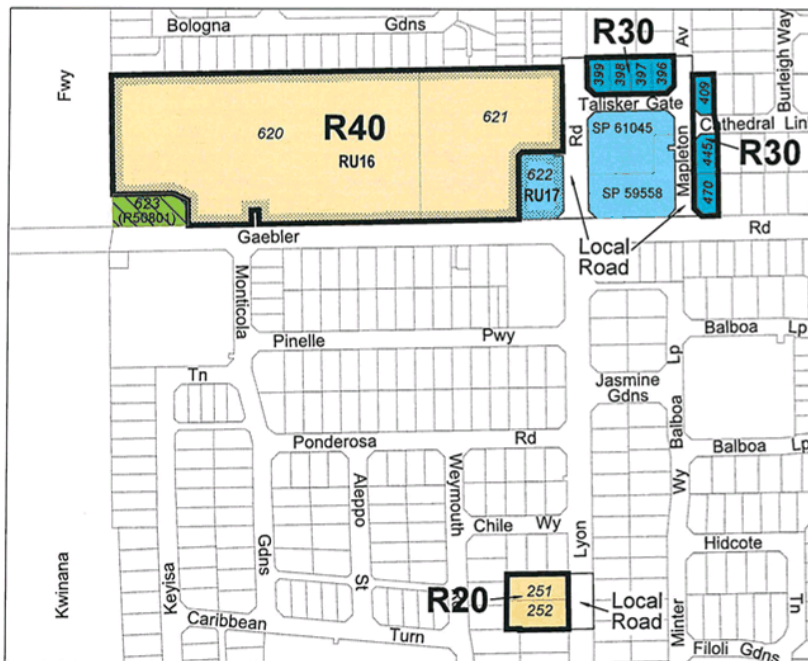 Bologna Gdns
Fwy
R30
Av
Burleigh Way
399
398
397
396
409
Talisker Gate
Cathedral Lin
620
R40
RU16
621
Rd
SP 61045
Mapleton
445
R30
622
RU17
SP 59558
470
623
(R50801)
Gaebler
Rd
Local
Road
Monticola
Pinelle Pwy
Balboa Lp
Lp
Tn
Jasmine
Gdns
Ponderosa Rd
Balboa
Balboa Lp
Aleppo
Weymouth
Wy
Chile Wy
Lyon
Hidcote
Kwinana
Keyisa
Gdns
St
R20
251
252
Local
Road
Caribbean
Turn
Minter
Tn
Filoli Gdns